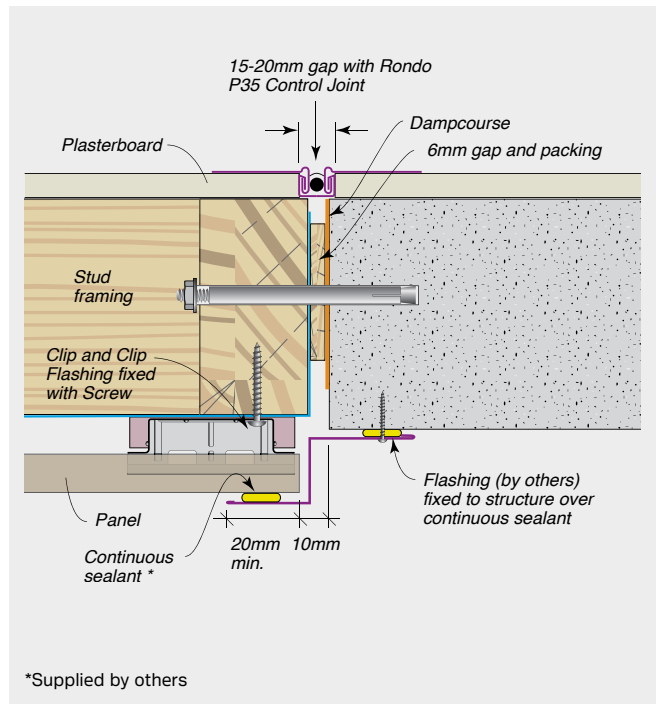 15-20mm gap with Rondo
P35 Control Joint
Dampcourse
Plasterboard
6mm gap and packing
Stud
framing
Clip and Clip
Flashing fixed
with Screw
Flashing (by others)
fixed to structure over
continuous sealant
Panel
20mm
min.
10mm
Continuous
sealant *
*Supplied by others